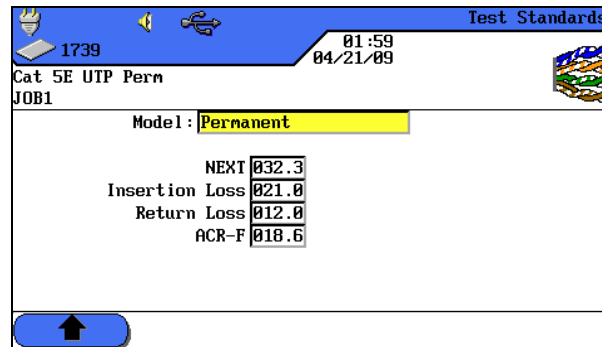 Test Standards
1739
01:59
04/21/09
Cat 5E UTP Perm
JOB1
Model: Permanent
NEXT 032.3
Insertion Loss 021.0
Return Loss 012.0
ACR-F 018.6